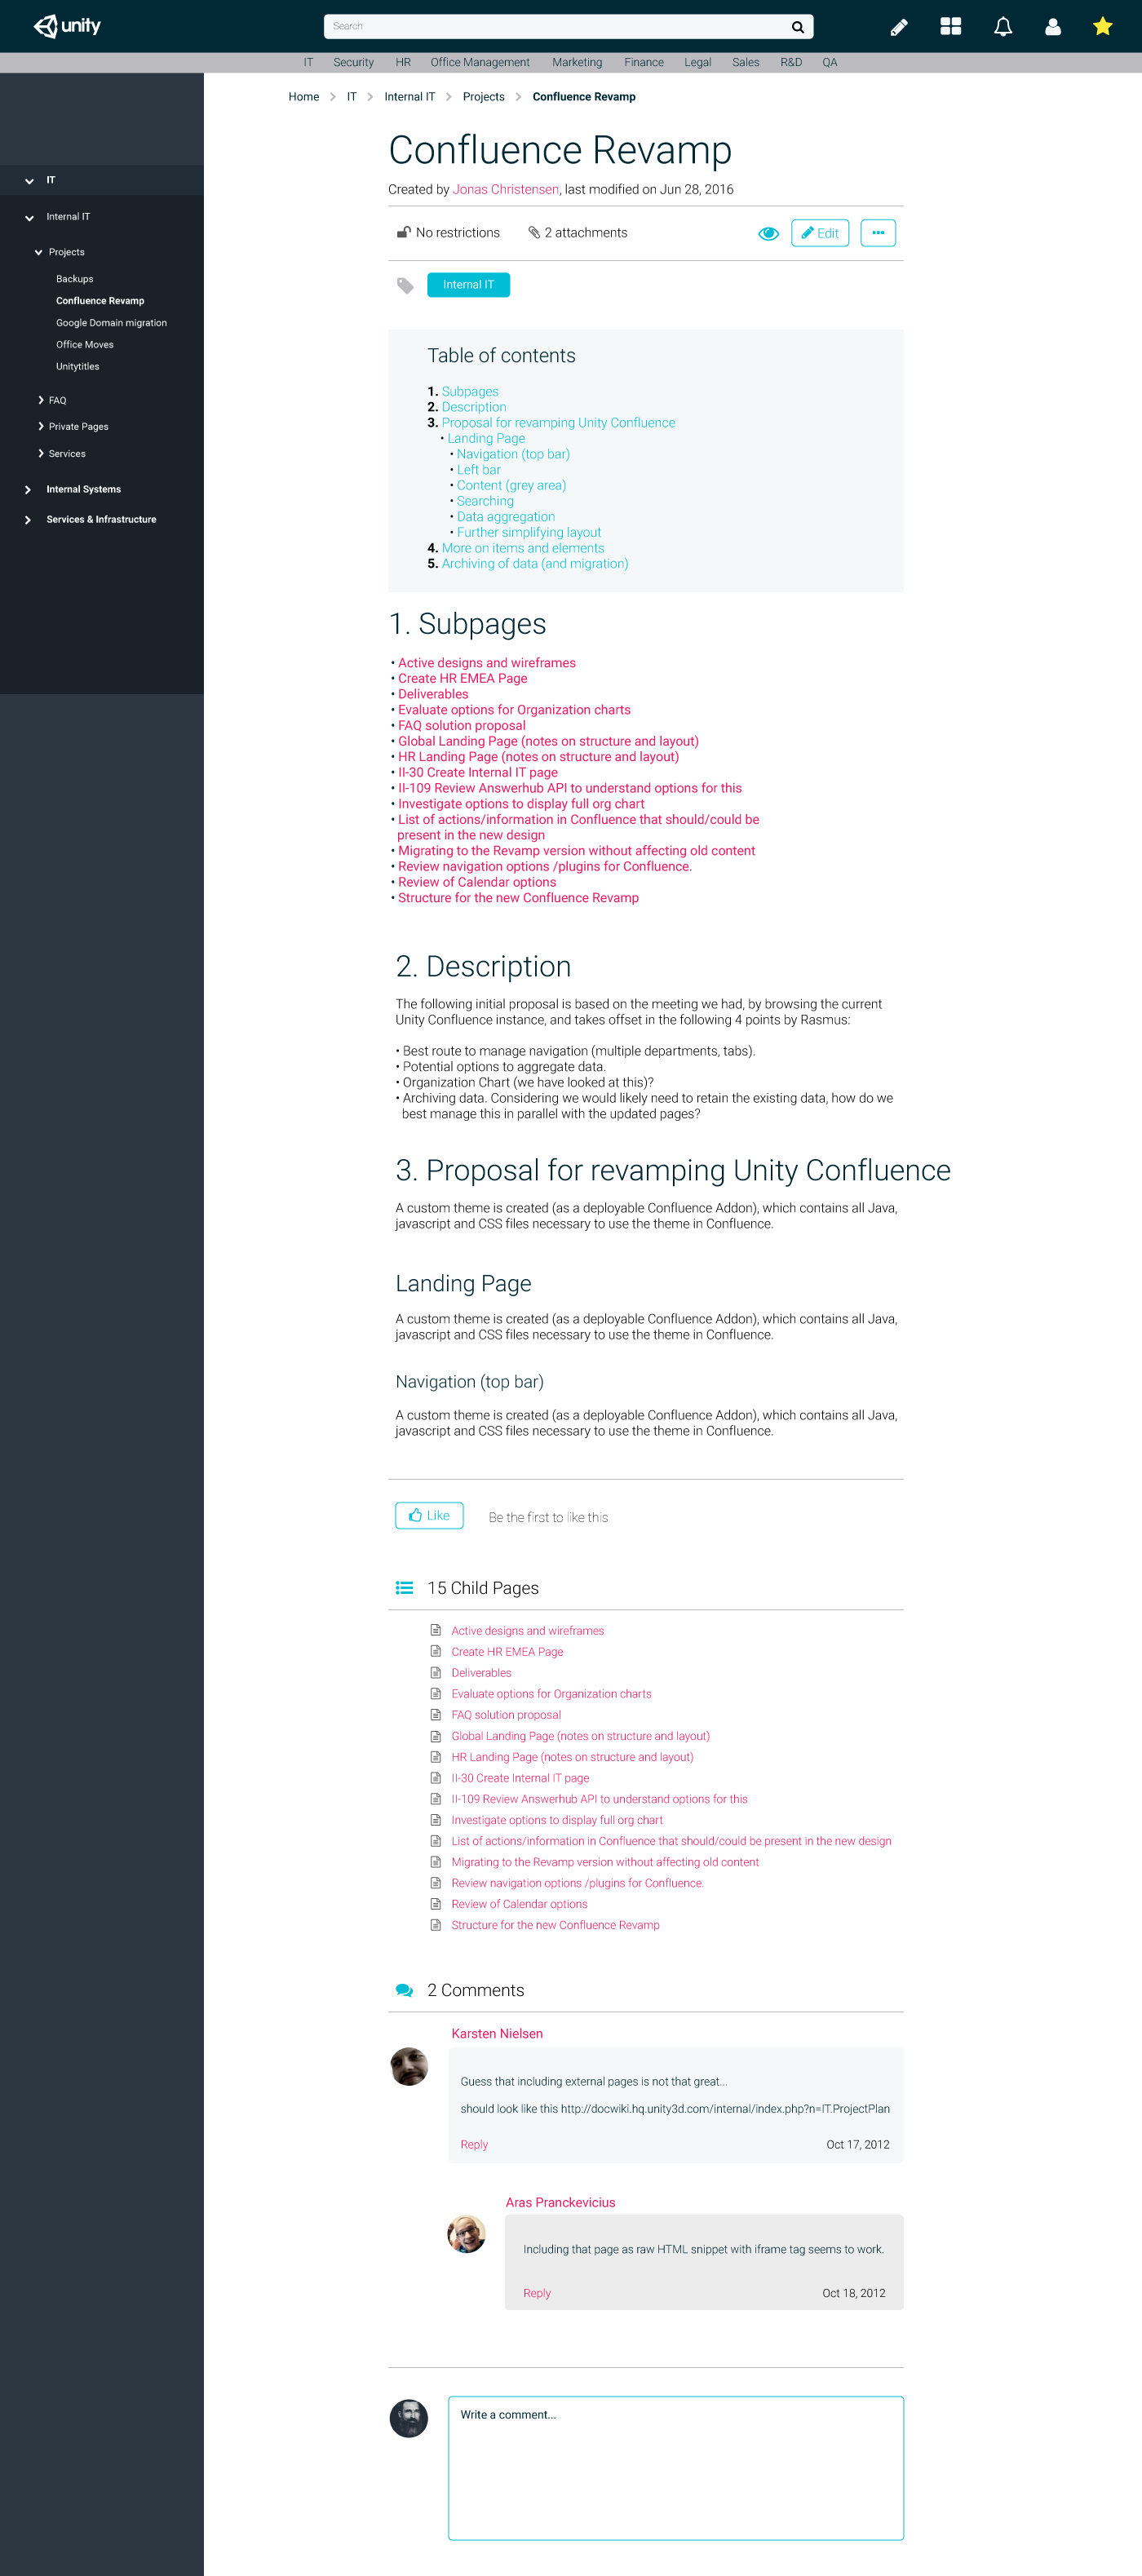 unity
Search
IT Security HR Office Management Marketing Finance Legal Sales R&D QA
Home IT Internal IT Projects Confluence Revamp
IT
Internal IT
Projects
Backups
Confluence Revamp
Google Domain migration
Office Moves
Unitytitles
FAQ
Private Pages
Services
Internal Systems
Services & Infrastructure
Confluence Revamp
Created by Jonas Christensen, last modified on Jun 28, 2016
No restrictions 2 attachments Edit
Internal IT
Table of contents
1. Subpages
2. Description
3. Proposal for revamping Unity Confluence
• Landing Page
• Navigation (top bar)
• Left bar
• Content (grey area)
• Searching
• Data aggregation
• Further simplifying layout
4. More on items and elements
5. Archiving of data (and migration)
1. Subpages
• Active designs and wireframes
• Create HR EMEA Page
• Deliverables
• Evaluate options for Organization charts
• FAQ solution proposal
• Global Landing Page (notes on structure and layout)
• HR Landing Page (notes on structure and layout)
• II-30 Create Internal IT page
• II-109 Review Answerhub API to understand options for this
• Investigate options to display full org chart
• List of actions/information in Confluence that should/could be
present in the new design
• Migrating to the Revamp version without affecting old content
• Review navigation options /plugins for Confluence.
• Review of Calendar options
• Structure for the new Confluence Revamp
2. Description
The following initial proposal is based on the meeting we had, by browsing the current
Unity Confluence instance, and takes offset in the following 4 points by Rasmus:
• Best route to manage navigation (multiple departments, tabs).
• Potential options to aggregate data.
• Organization Chart (we have looked at this)?
• Archiving data. Considering we would likely need to retain the existing data, how do we
best manage this in parallel with the updated pages?
3. Proposal for revamping Unity Confluence
A custom theme is created (as a deployable Confluence Addon), which contains all Java,
javascript and CSS files necessary to use the theme in Confluence.
Landing Page
A custom theme is created (as a deployable Confluence Addon), which contains all Java,
javascript and CSS files necessary to use the theme in Confluence.
Navigation (top bar)
A custom theme is created (as a deployable Confluence Addon), which contains all Java,
javascript and CSS files necessary to use the theme in Confluence.
Like Be the first to like this
15 Child Pages
Active designs and wireframes
Create HR EMEA Page
Deliverables
Evaluate options for Organization charts
FAQ solution proposal
Global Landing Page (notes on structure and layout)
HR Landing Page (notes on structure and layout)
II-30 Create Internal IT page
II-109 Review Answerhub API to understand options for this
Investigate options to display full org chart
List of actions/information in Confluence that should/could be present in the new design
Migrating to the Revamp version without affecting old content
Review navigation options /plugins for Confluence.
Review of Calendar options
Structure for the new Confluence Revamp
2 Comments
Karsten Nielsen
Guess that including external pages is not that great...
should look like this http://docwiki.hq.unity3d.com/internal/index.php?n=IT.ProjectPlan
Reply Oct 17, 2012
Aras Pranckevicius
Including that page as raw HTML snippet with iframe tag seems to work.
Reply Oct 18, 2012
Write a comment...